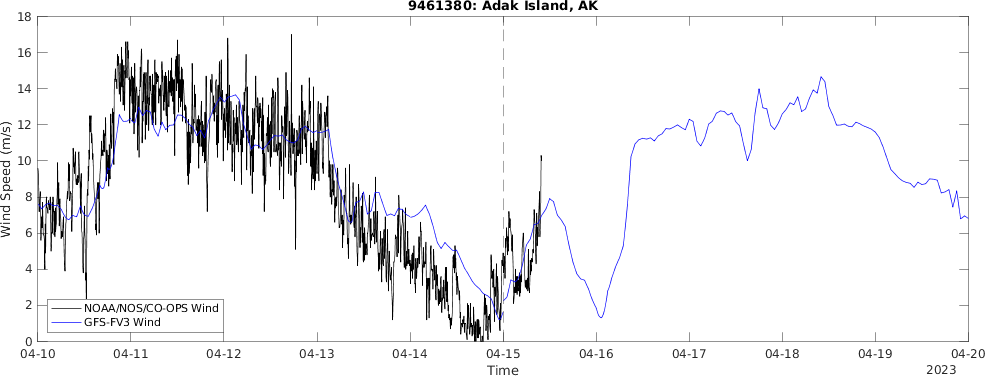 9461380: Adak Island, AK
Wind Speed (m/s)
18
16
14
12
10
8
6
4
2
0
NOAA/NOS/CO-OPS Wind
GFS-FV3 Wind
04-10 04-11 04-12 04-13 04-14 04-15 04-16 04-17 04-18 04-19 04-20
Time
2023